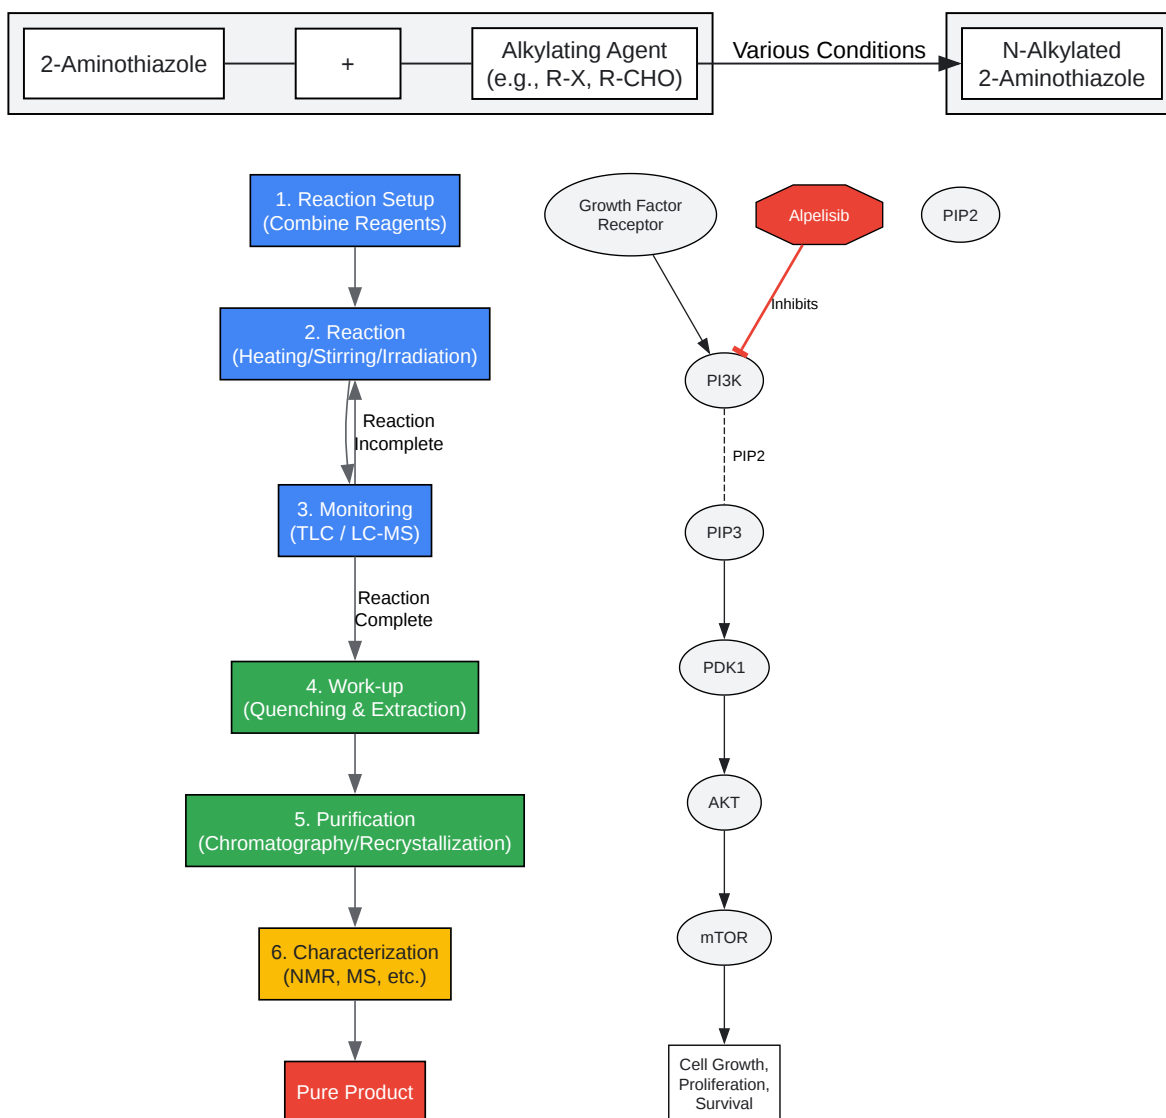 2-Aminothiazole
+
Alkylating Agent
(e.g., R-X, R-CHO)
Various Conditions
N-Alkylated
2-Aminothiazole
1. Reaction Setup
(Combine Reagents)
2. Reaction
(Heating/Stirring/Irradiation)
Reaction
Incomplete
3. Monitoring
(TLC / LC-MS)
Reaction
Complete
4. Work-up
(Quenching & Extraction)
5. Purification
(Chromatography/Recrystallization)
6. Characterization
(NMR, MS, etc.)
Pure Product
Growth Factor
Receptor
Alpelisib
PIP2
Inhibits
PI3K
PIP2
PIP3
PDK1
AKT
mTOR
Cell Growth,
Proliferation,
Survival